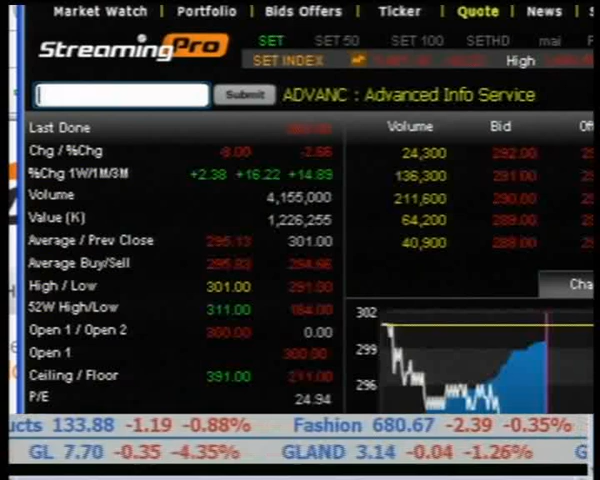 Market Watch | Portfolio | Bids Offers | Ticker | Quote | News |
StreamingPro SET SET 50 SET 100 SETHD mai
SET INDEX High
Submit ADVANC : Advanced Info Service
Last Done Volume Bid
Chg / %Chg -8.00 -2.66 24,300 292.00
%Chg 1W/1M/3M +2.38 +16.22 +14.89 136,300 291.00
Volume 4,155,000 211,600 290.00
Value (K) 1,226,255 64,200 289.00
Average / Prev Close 295.13 301.00 40,900 288.00
Average Buy/Sell 295.83 294.66
High / Low 301.00 291.00
52W High/Low 311.00 184.00
Open 1 / Open 2 300.00 0.00
Open 1 300.00
Ceiling / Floor 391.00 211.00
P/E 24.94
Cha
302
299
296
ucts 133.88 -1.19 -0.88% Fashion 680.67 -2.39 -0.35%
GL 7.70 -0.35 -4.35% GLAND 3.14 -0.04 -1.26% G